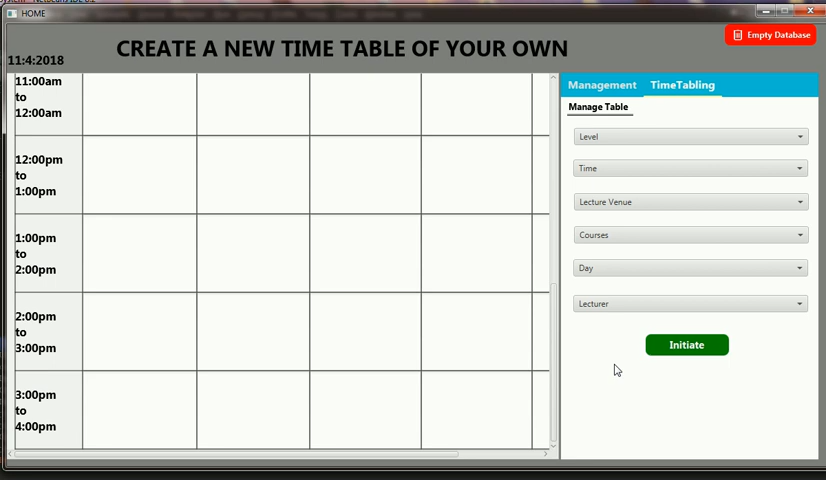 HOME
Empty Database
CREATE A NEW TIME TABLE OF YOUR OWN
11:4:2018
11:00am
to
12:00am
12:00pm
to
1:00pm
1:00pm
to
2:00pm
2:00pm
to
3:00pm
3:00pm
to
4:00pm
Management TimeTabling
Manage Table
Level
Time
Lecture Venue
Courses
Day
Lecturer
Initiate